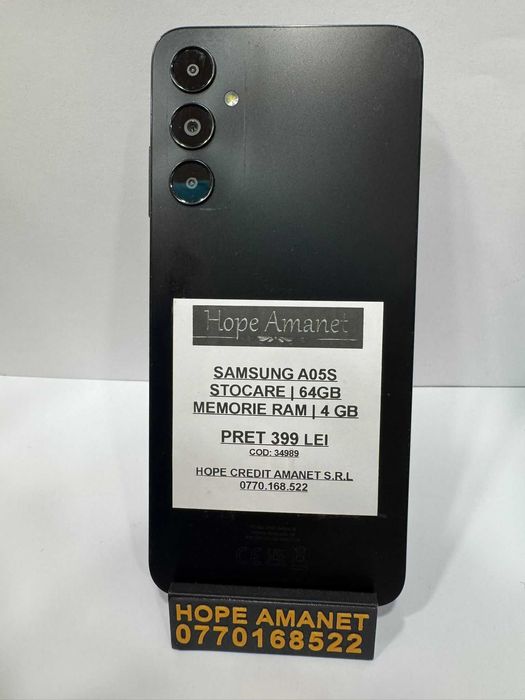 Hope Amanet
SAMSUNG A05S
STOCARE | 64GB
MEMORIE RAM | 4 GB
PRET 399 LEI
COD: 34989
HOPE CREDIT AMANET S.R.L
0770.168.522
CE
HOPE AMANET
0770168522